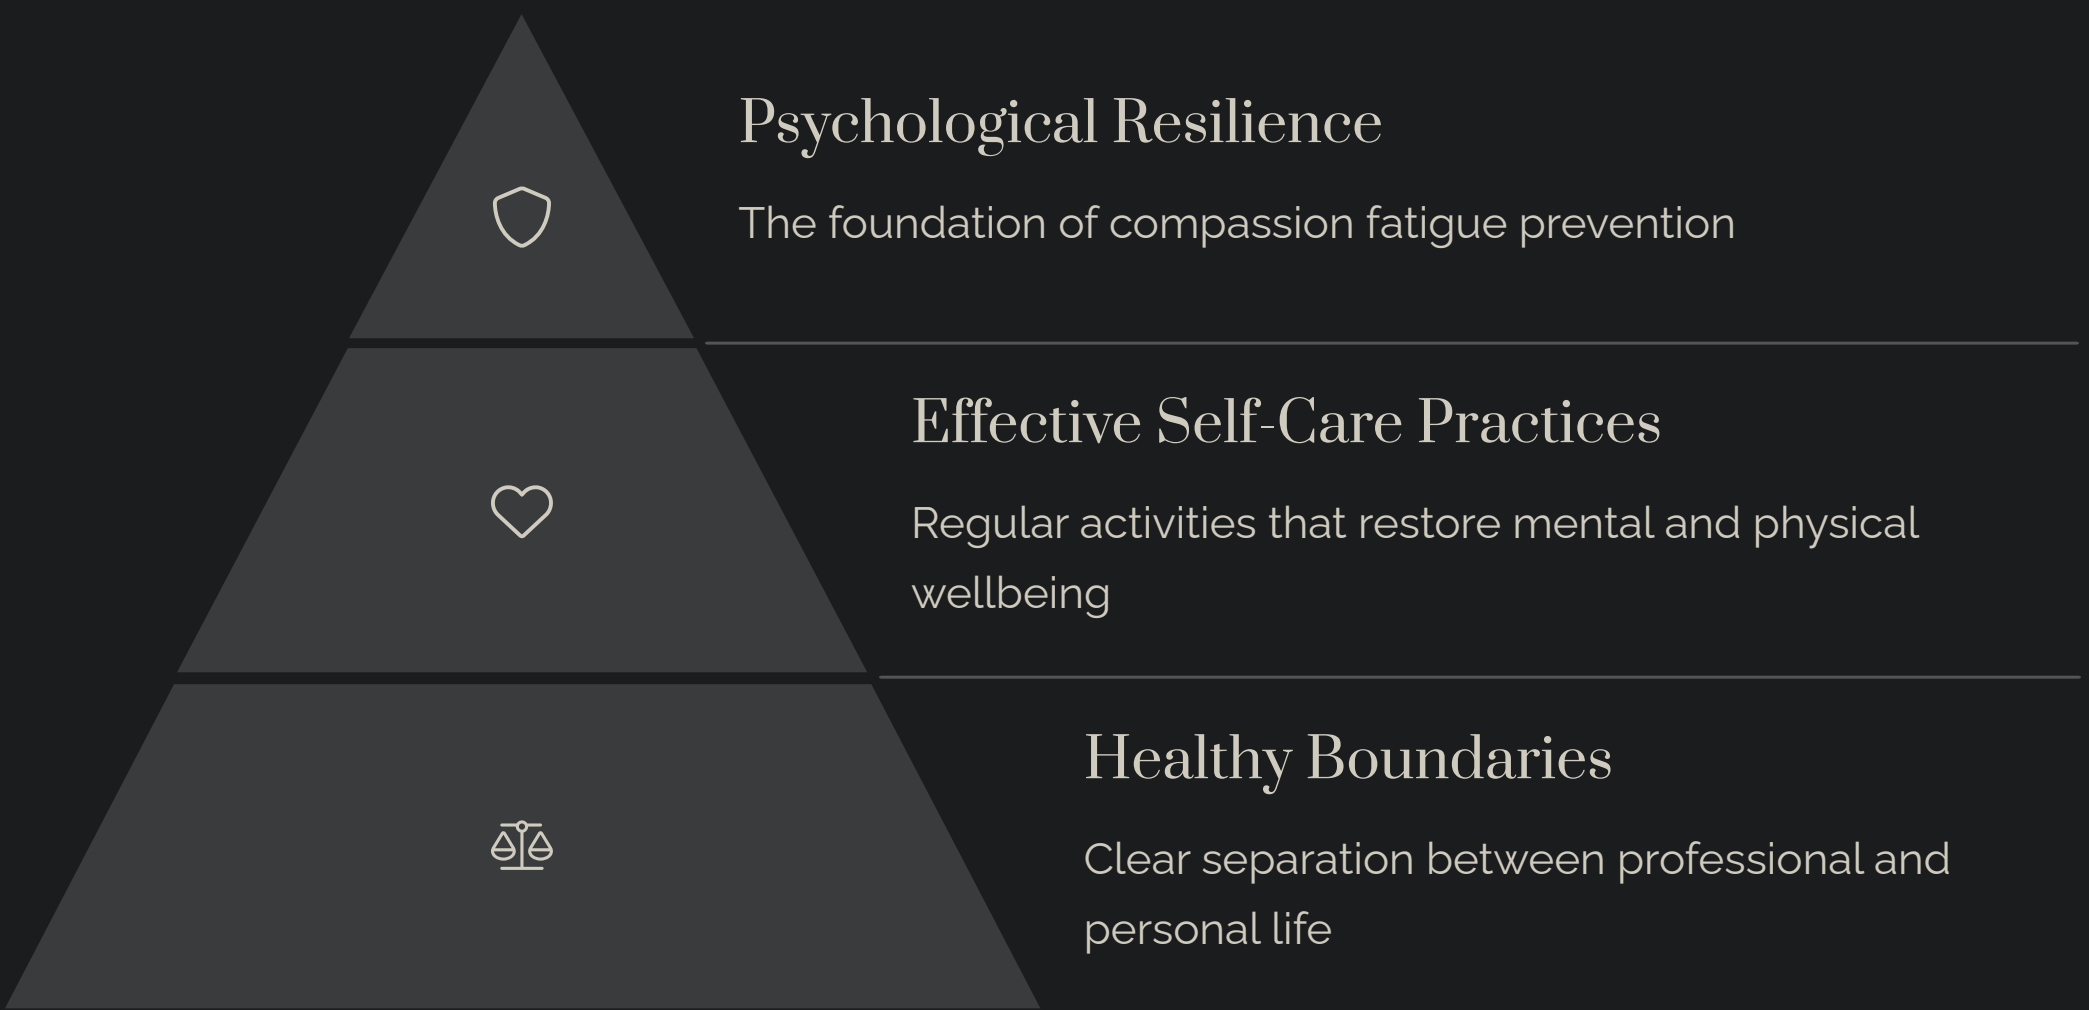 Psychological Resilience
The foundation of compassion fatigue prevention
Effective Self-Care Practices
Regular activities that restore mental and physical
wellbeing
Healthy Boundaries
Clear separation between professional and
personal life